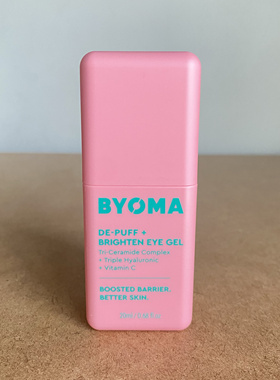 BYOMA
DE-PUFF +
BRIGHTEN EYE GEL
Tri-Ceramide Complex
+ Triple Hyaluronic
+ Vitamin C
BOOSTED BARRIER.
BETTER SKIN.